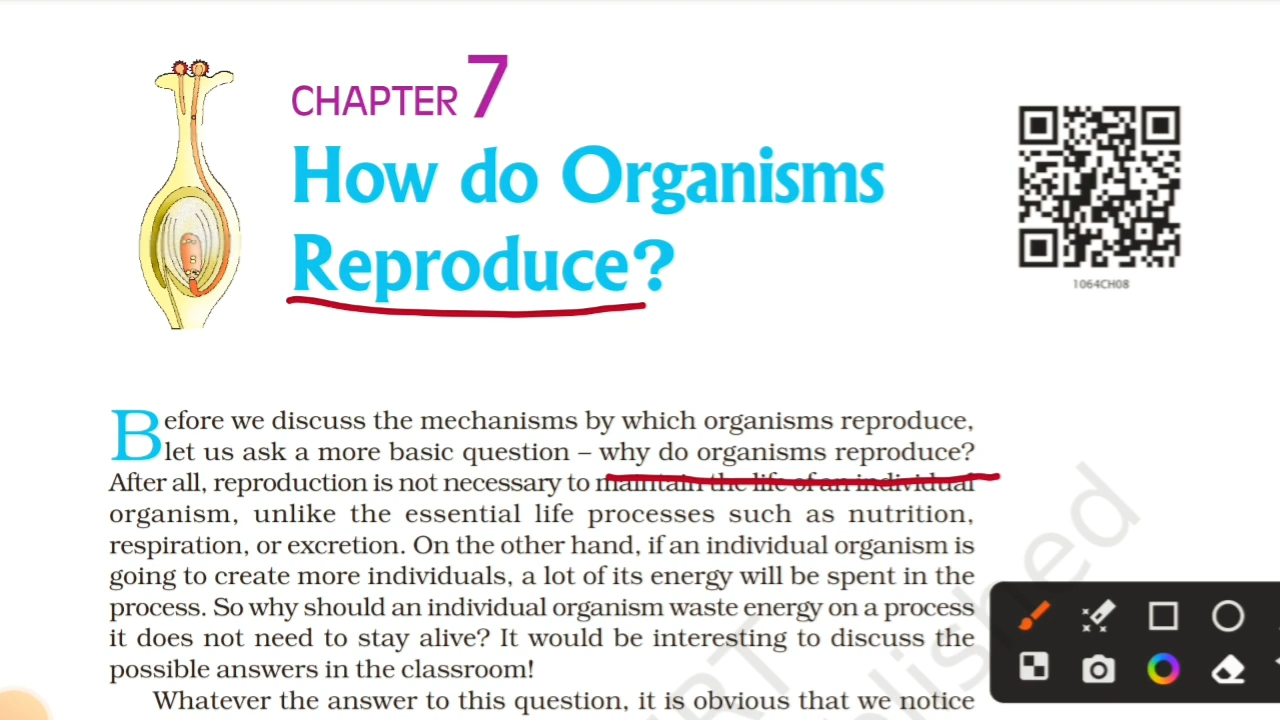 CHAPTER 7
How do Organisms
Reproduce?
1064CH08
Before we discuss the mechanisms by which organisms reproduce,
let us ask a more basic question – why do organisms reproduce?
After all, reproduction is not necessary to maintain the life of an individual
organism, unlike the essential life processes such as nutrition,
respiration, or excretion. On the other hand, if an individual organism is
going to create more individuals, a lot of its energy will be spent in the
process. So why should an individual organism waste energy on a process
it does not need to stay alive? It would be interesting to discuss the
possible answers in the classroom!
Whatever the answer to this question, it is obvious that we notice